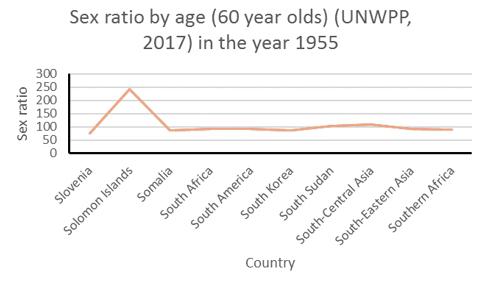 Sex ratio by age (60 year olds) (UNWPP,
2017) in the year 1955
300
250
200
150
100
50
0
Sex ratio
Slovenia
Solomon Islands
Somalia
South Africa
South America
South Korea
South Sudan
South-Central Asia
South-Eastern Asia
Southern Africa
Country